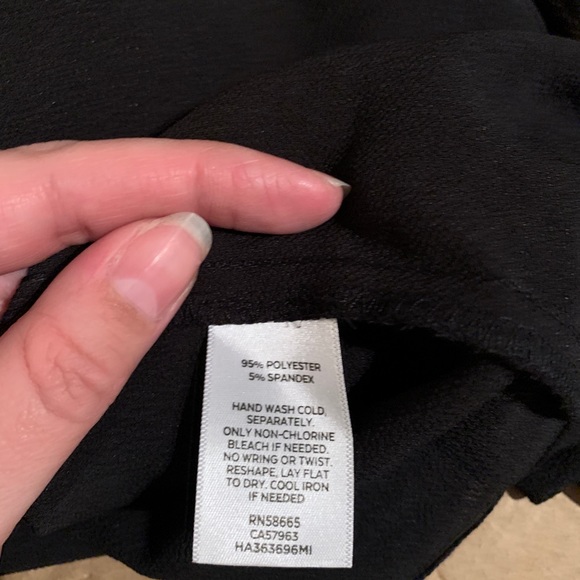 95% POLYESTER
5% SPANDEX
HAND WASH COLD,
SEPARATELY.
ONLY NON-CHLORINE
BLEACH IF NEEDED.
NO WRING OR TWIST.
RESHAPE, LAY FLAT
TO DRY. COOL IRON
IF NEEDED
RN58665
CA57963
HA363696MI